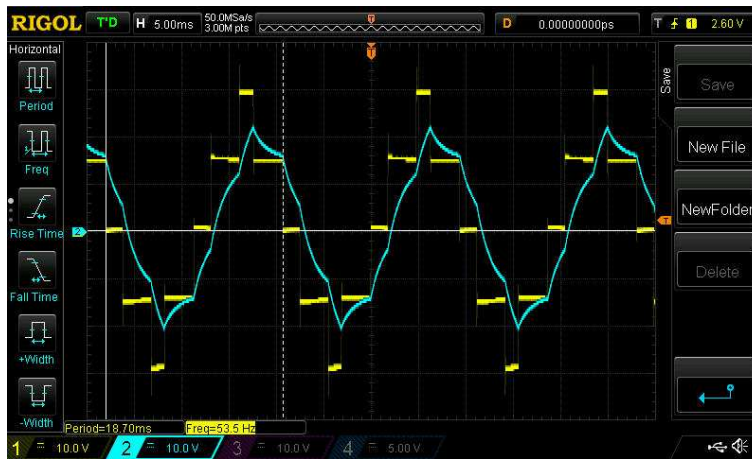 RIGOL T'D H 5.00ms 50.0MSa/s 3.00M pts T D 0.00000000ps T 1 2.60 V
Horizontal
Period
Freq
Rise Time
Fall Time
+Width
-Width
T
2
T
Save
Save
New File
NewFolder
Delete
Period=18.70ms Freq=53.5 Hz
1 10.0 V 2 10.0 V 3 10.0 V 4 5.00 V